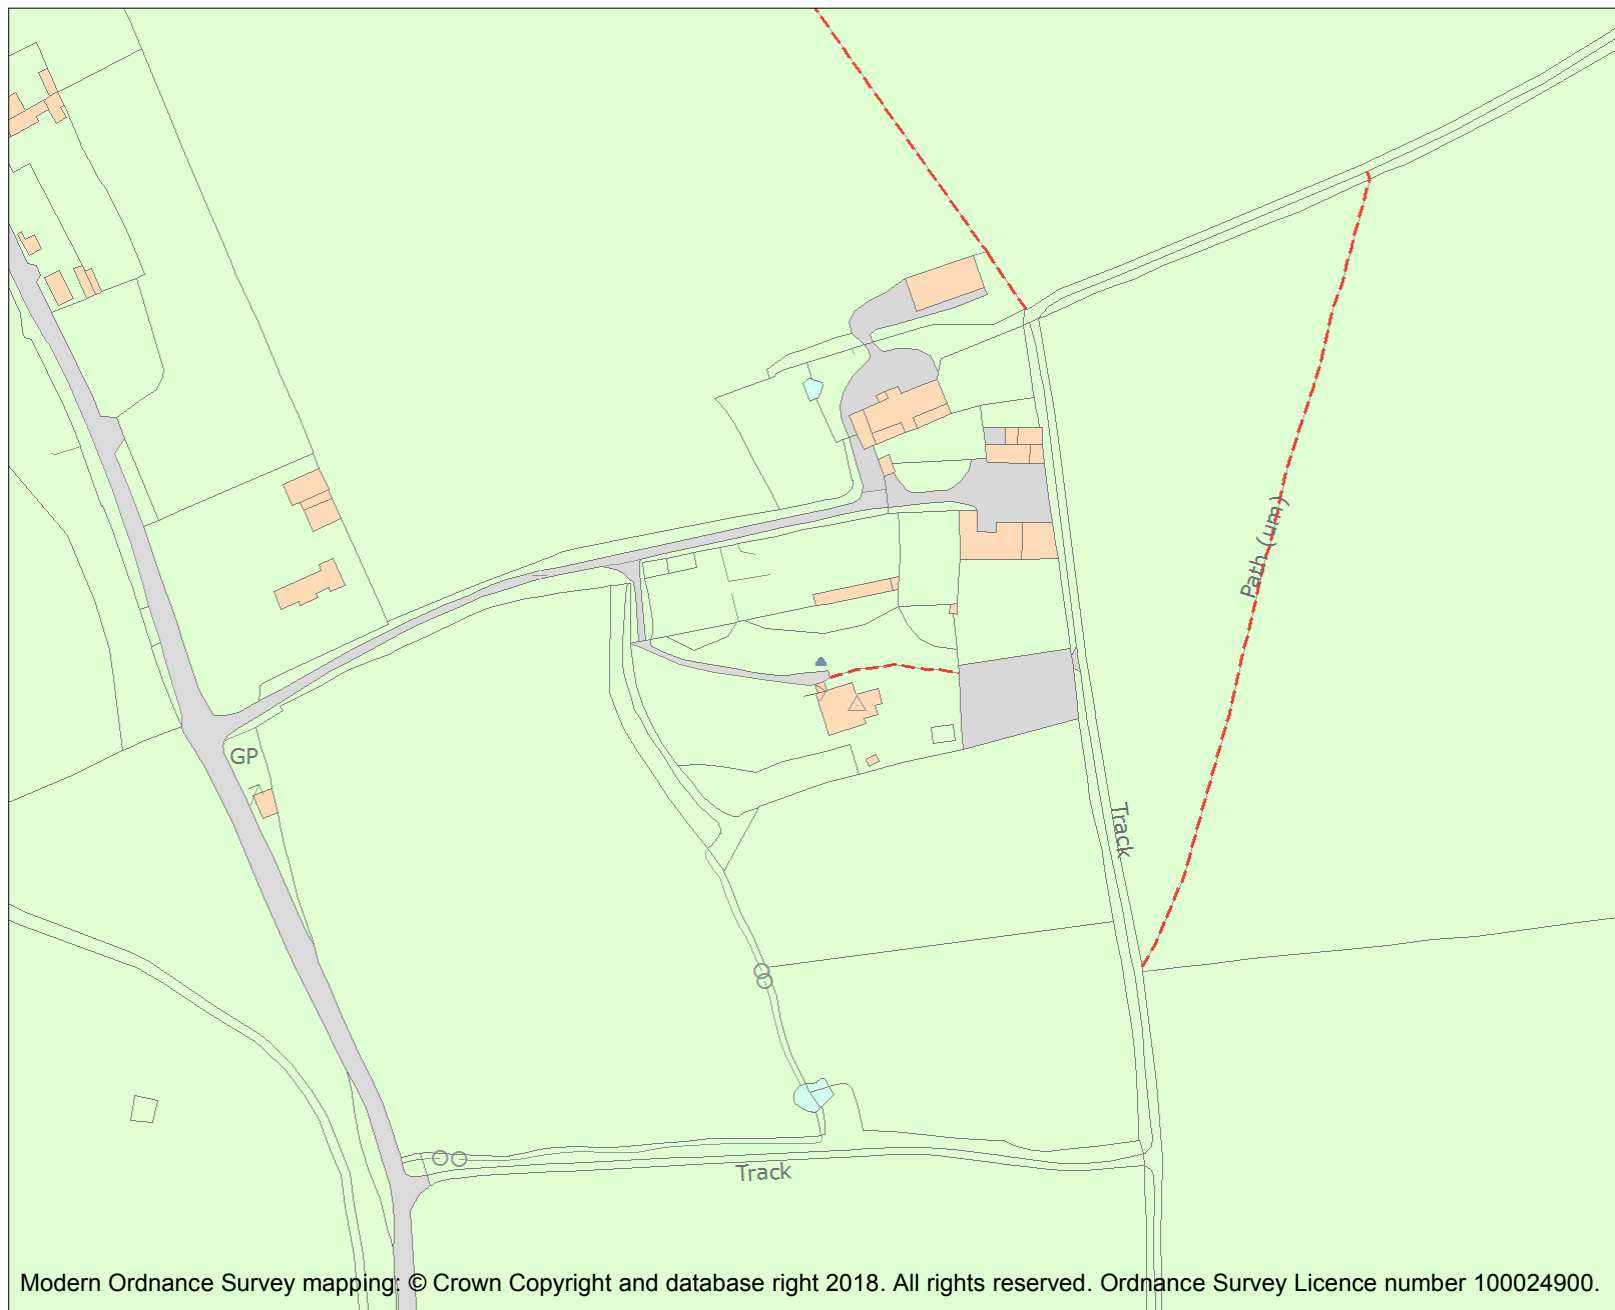 Path (um)
GP
Track
Track
Modern Ordnance Survey mapping: © Crown Copyright and database right 2018. All rights reserved. Ordnance Survey Licence number 100024900.